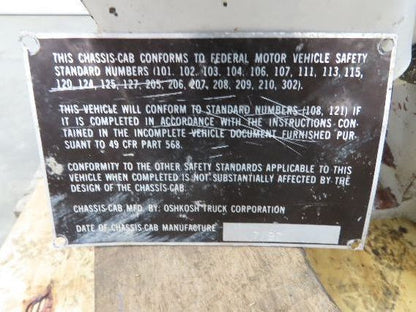 THIS CHASSIS-CAB CONFORMS TO FEDERAL MOTOR VEHICLE SAFETY
STANDARD NUMBERS (101, 102, 103, 104, 106, 107, 111, 113, 115,
120, 124, 125, 127, 205, 206, 207, 208, 209, 210, 302).
THIS VEHICLE WILL CONFORM TO STANDARD NUMBERS (108, 121) IF
IT IS COMPLETED IN ACCORDANCE WITH THE INSTRUCTIONS CON-
TAINED IN THE INCOMPLETE VEHICLE DOCUMENT FURNISHED PUR-
SUANT TO 49 CFR PART 568.
CONFORMITY TO THE OTHER SAFETY STANDARDS APPLICABLE TO THIS
VEHICLE WHEN COMPLETED IS NOT SUBSTANTIALLY AFFECTED BY THE
DESIGN OF THE CHASSIS-CAB.
CHASSIS-CAB MFD. BY: OSHKOSH TRUCK CORPORATION
DATE OF CHASSIS CAB MANUFACTURE